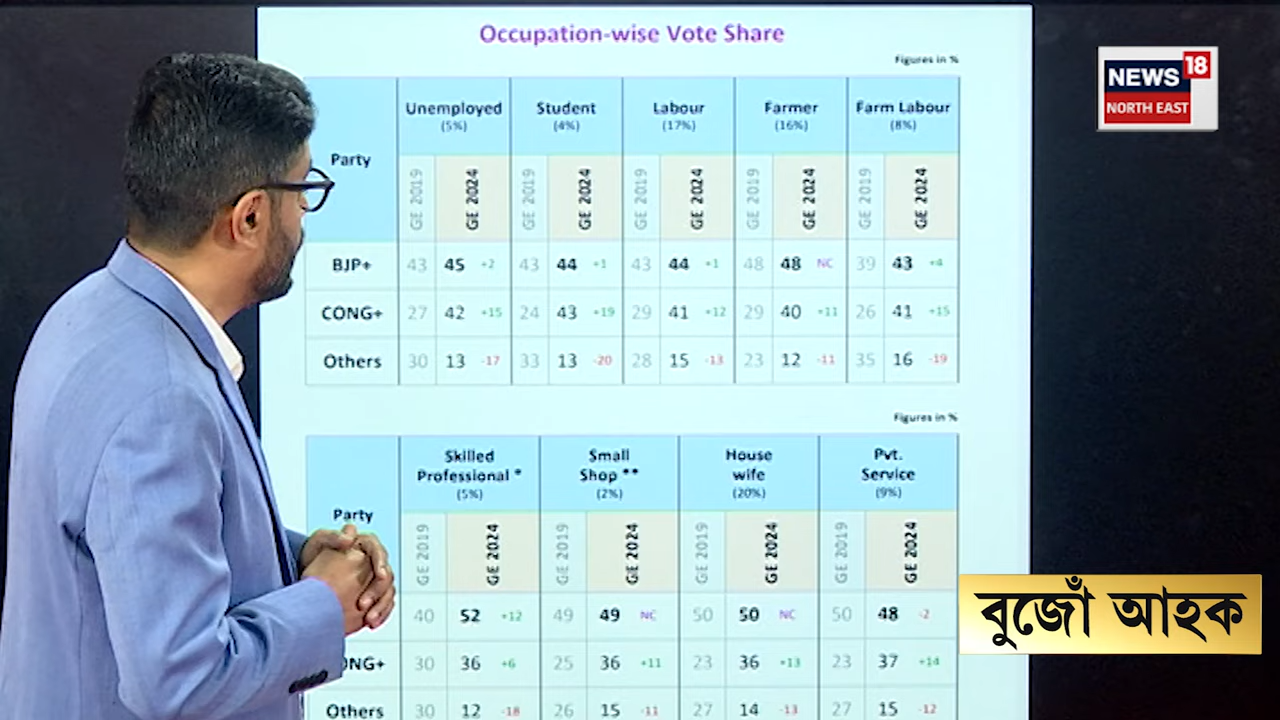 Occupation-wise Vote Share
Figures in %
Party Unemployed (5%) Student (4%) Labour (17%) Farmer (16%) Farm Labour (8%)
GE 2019 GE 2024 GE 2019 GE 2024 GE 2019 GE 2024 GE 2019 GE 2024 GE 2019 GE 2024
BJP+ 43 45 +2 43 44 +1 43 44 +1 48 48 NC 39 43 +4
CONG+ 27 42 +15 24 43 +19 29 41 +12 29 40 +11 26 41 +15
Others 30 13 -17 33 13 -20 28 15 -13 23 12 -11 35 16 -19
Figures in %
Party Skilled Professional * (5%) Small Shop ** (2%) House wife (20%) Pvt. Service (9%)
GE 2019 GE 2024 GE 2019 GE 2024 GE 2019 GE 2024 GE 2019 GE 2024
40 52 +12 49 49 NC 50 50 NC 50 48 -2
ONG+ 30 36 +6 25 36 +11 23 36 +13 23 37 +14
Others 30 12 -18 26 15 -11 27 14 -13 27 15 -12
NEWS 18
NORTH EAST
বুজোঁ আহক